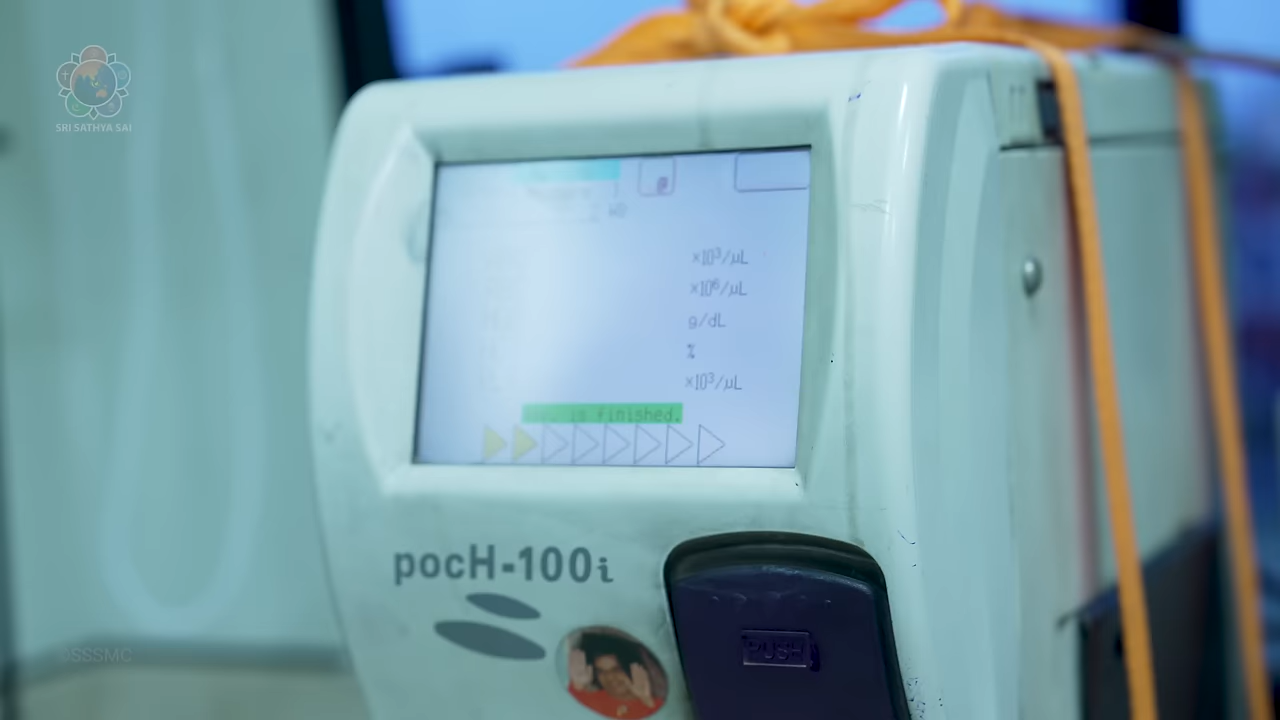 SRI SATHYA SAI
×10³/µL
×10⁶/µL
g/dL
%
×10³/µL
is finished.
pocH-100i
PUSH
©SSSMC